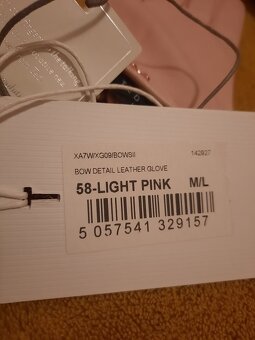 XA7W/XG09/BOWSII 142927
BOW DETAIL LEATHER GLOVE
58-LIGHT PINK M/L
5 057541 329157